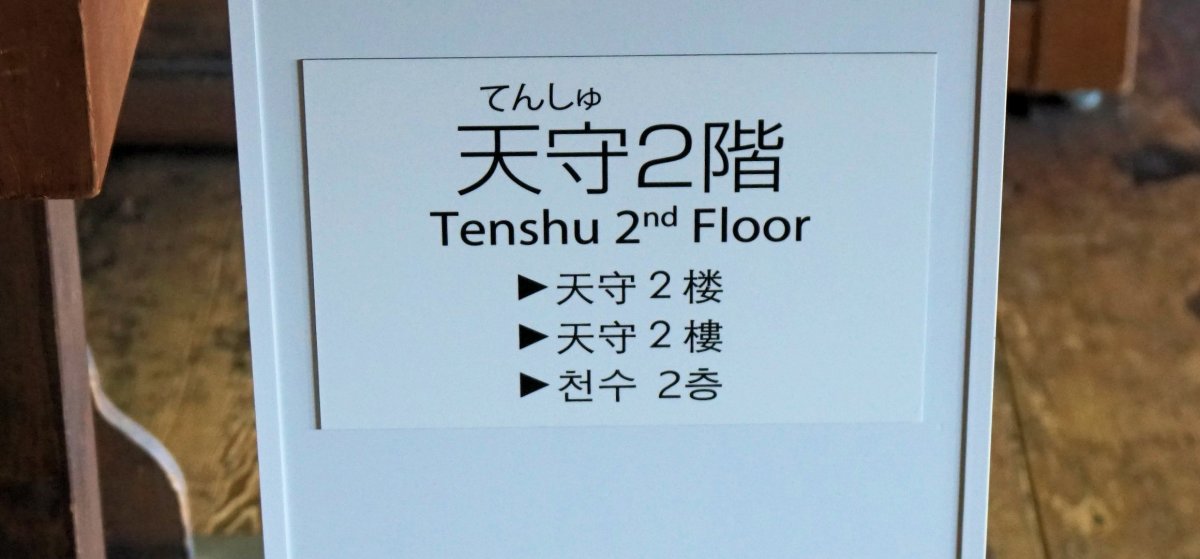 てんしゅ
天守2階
Tenshu 2nd Floor
▶天守2楼
▶天守2樓
▶천수 2층